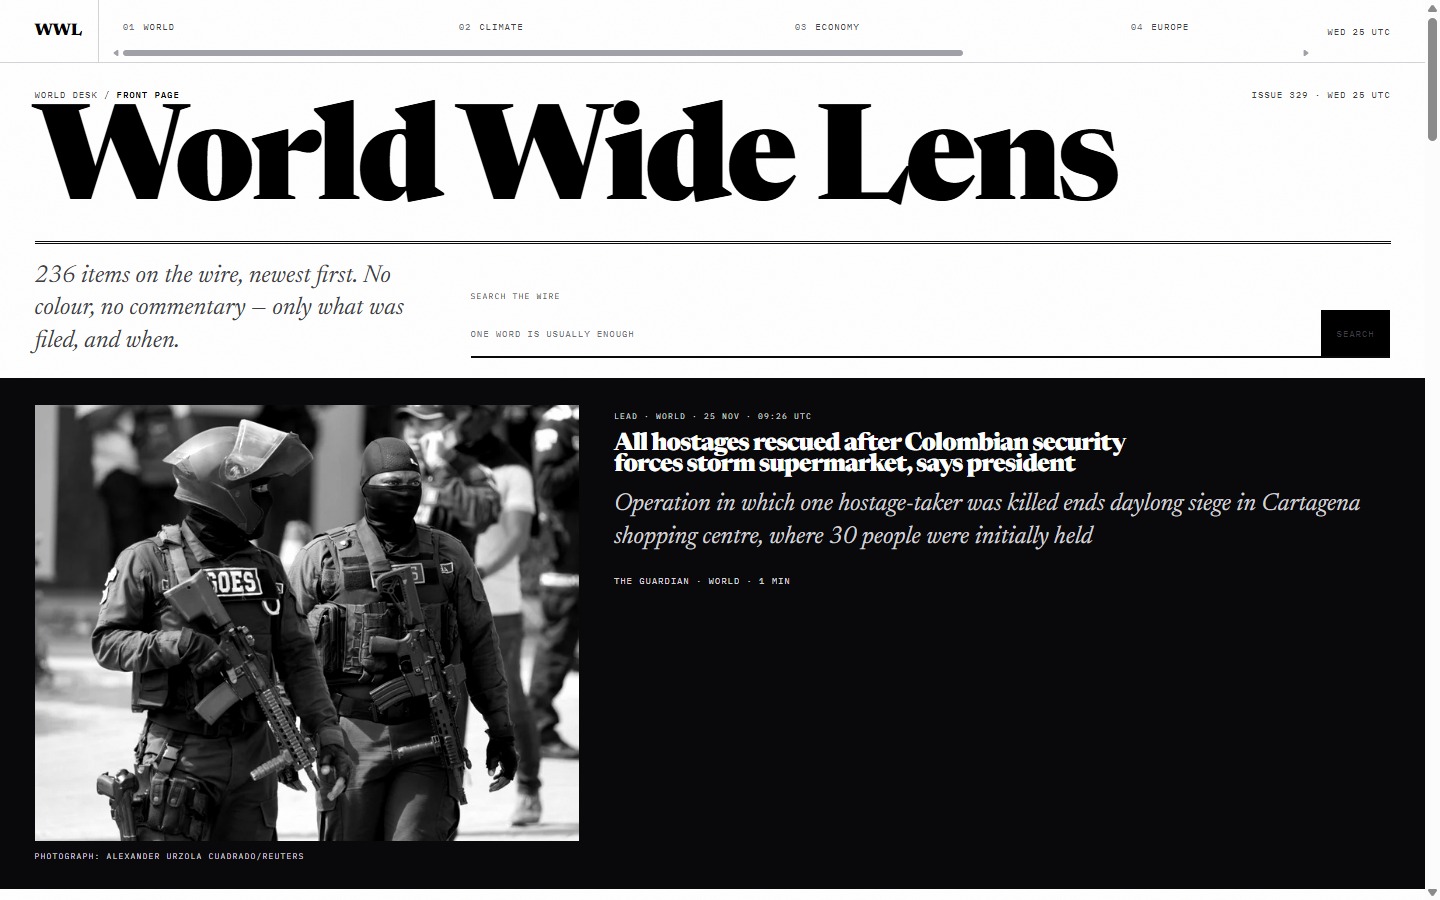 WWL
01 WORLD
02 CLIMATE
03 ECONOMY
04 EUROPE
WED 25 UTC
WORLD DESK / FRONT PAGE
ISSUE 329 · WED 25 UTC
World Wide Lens
236 items on the wire, newest first. No
colour, no commentary — only what was
filed, and when.
SEARCH THE WIRE
ONE WORD IS USUALLY ENOUGH
SEARCH
LEAD · WORLD · 25 NOV · 09:26 UTC
All hostages rescued after Colombian security
forces storm supermarket, says president
Operation in which one hostage-taker was killed ends daylong siege in Cartagena
shopping centre, where 30 people were initially held
THE GUARDIAN · WORLD · 1 MIN
GOES
PHOTOGRAPH: ALEXANDER URZOLA CUADRADO/REUTERS